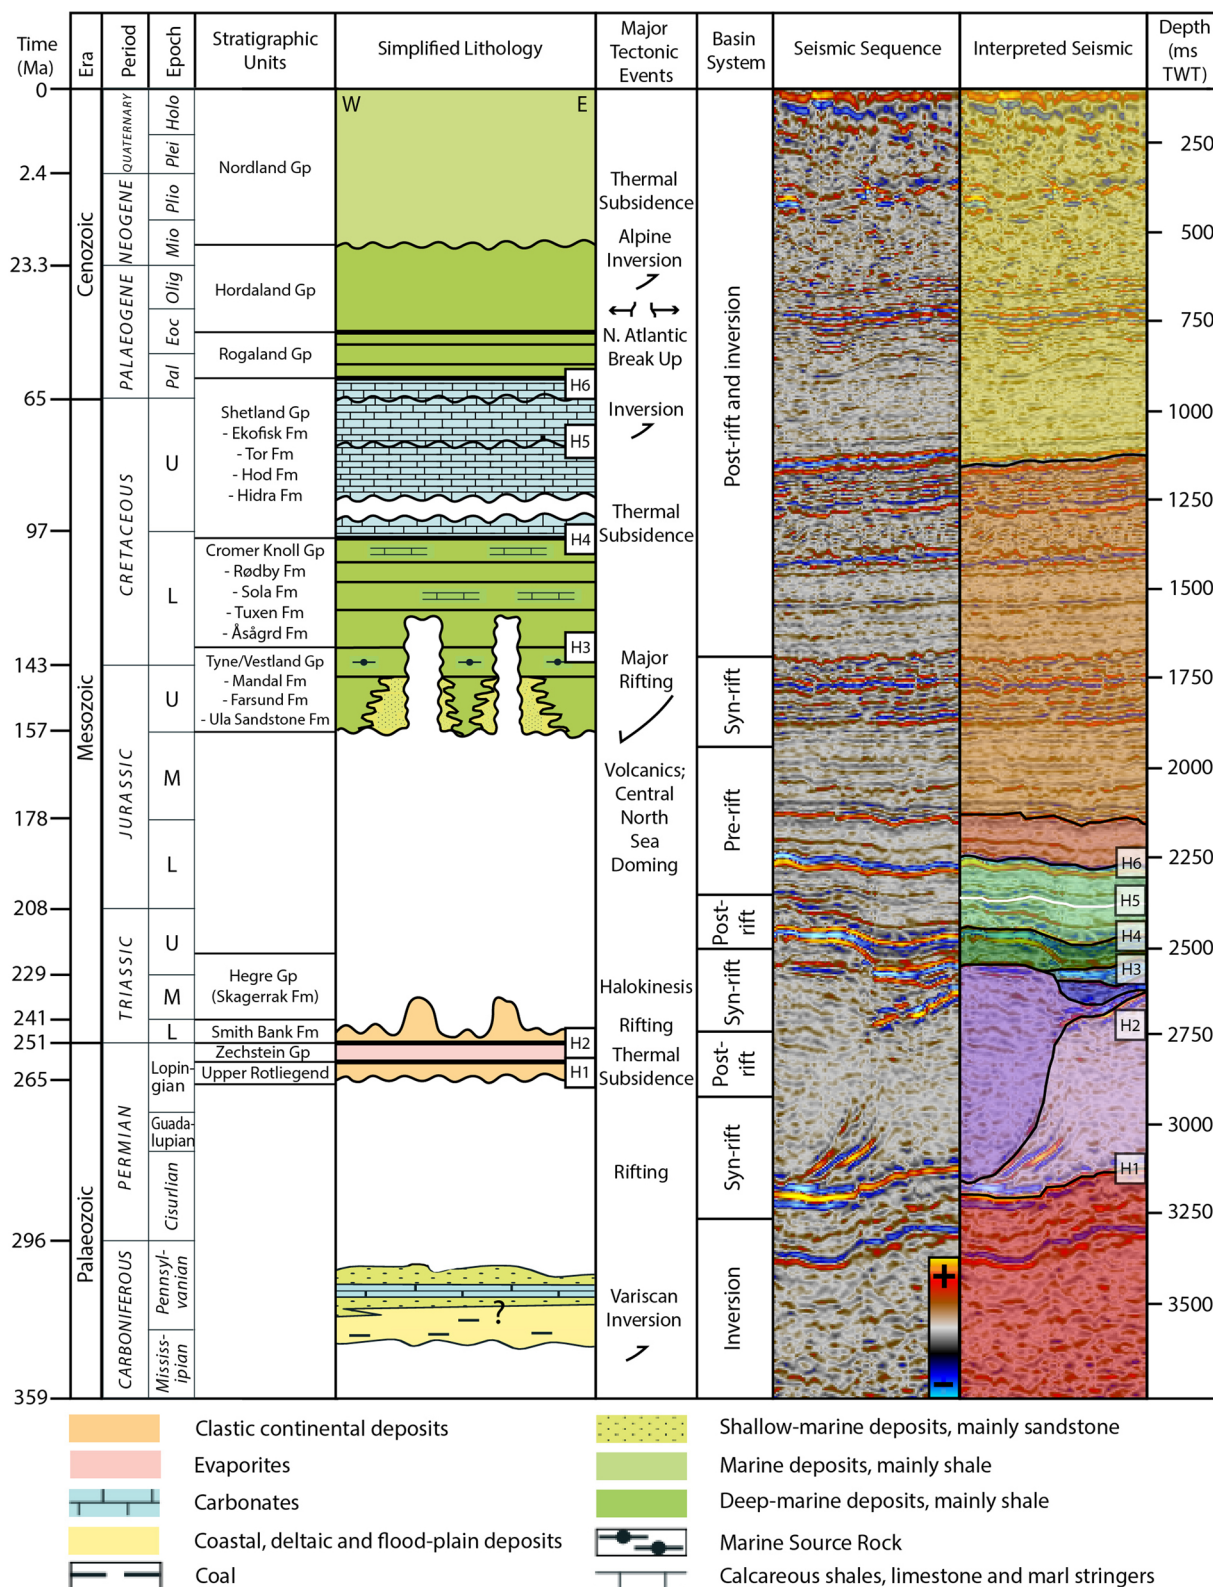 Time
(Ma)
Era
Period
Epoch
Stratigraphic
Units
Simplified Lithology
Major
Tectonic
Events
Basin
System
Seismic Sequence
Interpreted Seismic
Depth
(ms
TWT)
0
2.4
23.3
65
97
143
157
178
208
229
241
251
265
296
359
Cenozoic
Mesozoic
Palaeozoic
QUATERNARY
NEOGENE
PALAEOGENE
CRETACEOUS
JURASSIC
TRIASSIC
PERMIAN
CARBONIFEROUS
Holo
Plei
Plio
Mio
Olig
Eoc
Pal
U
L
U
M
L
U
M
L
Lopin-
gian
Guada-
lupian
Cisurlian
Pennsyl-
vanian
Mississ-
ipian
Nordland Gp
Hordaland Gp
Rogaland Gp
Shetland Gp
- Ekofisk Fm
- Tor Fm
- Hod Fm
- Hidra Fm
Cromer Knoll Gp
- Rødby Fm
- Sola Fm
- Tuxen Fm
- Åsågrd Fm
Tyne/Vestland Gp
- Mandal Fm
- Farsund Fm
- Ula Sandstone Fm
Hegre Gp
(Skagerrak Fm)
Smith Bank Fm
Zechstein Gp
Upper Rotliegend
W E
H6
H5
H4
H3
H2
H1
?
Thermal
Subsidence
Alpine
Inversion
N. Atlantic
Break Up
Inversion
Thermal
Subsidence
Major
Rifting
Volcanics;
Central
North
Sea
Doming
Halokinesis
Rifting
Thermal
Subsidence
Rifting
Variscan
Inversion
Post-rift and inversion
Syn-rift
Pre-rift
Post-
rift
Syn-rift
Post-
rift
Syn-rift
Inversion
+
−
H6
H5
H4
H3
H2
H1
250
500
750
1000
1250
1500
1750
2000
2250
2500
2750
3000
3250
3500
Clastic continental deposits
Evaporites
Carbonates
Coastal, deltaic and flood-plain deposits
Coal
Shallow-marine deposits, mainly sandstone
Marine deposits, mainly shale
Deep-marine deposits, mainly shale
Marine Source Rock
Calcareous shales, limestone and marl stringers